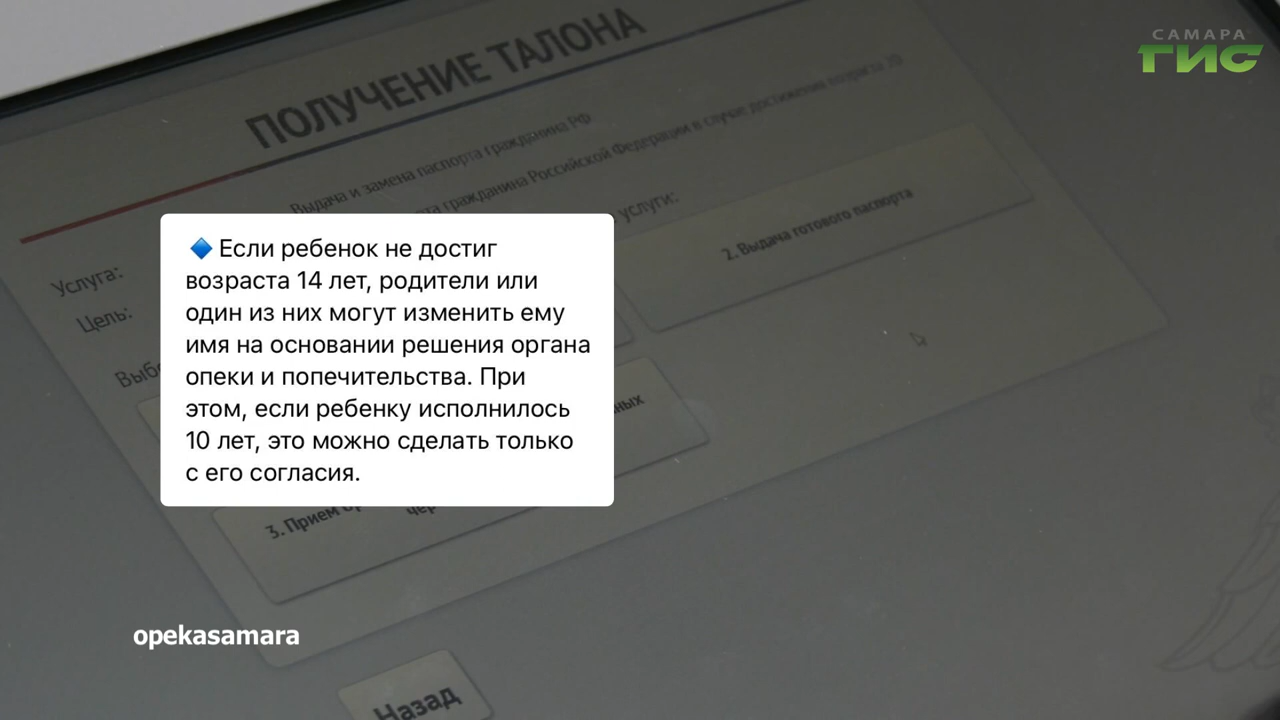 САМАРА
ГИС
ПОЛУЧЕНИЕ ТАЛОНА
Выдача и замена паспорта гражданина РФ
гражданина Российской Федерации в случае достижения возраста
Услуга:
услуги:
Цель:
2. Выдача готового паспорта
🔷 Если ребенок не достиг
возраста 14 лет, родители или
один из них могут изменить ему
имя на основании решения органа
опеки и попечительства. При
этом, если ребенку исполнилось
10 лет, это можно сделать только
с его согласия.
3. Прием
opekasamara
Назад